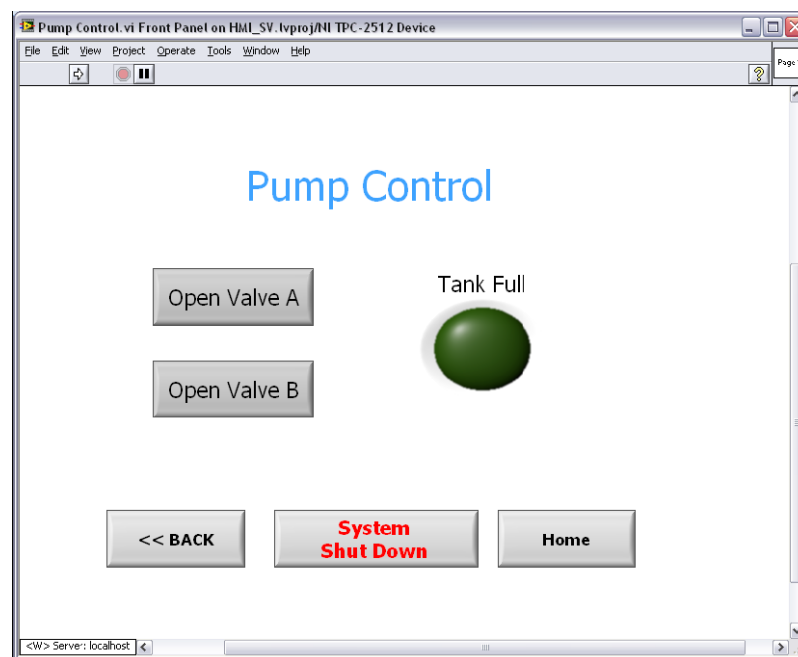 Pump Control.vi Front Panel on HMI_SV.lvproj/NI TPC-2512 Device
File Edit View Project Operate Tools Window Help
Page
Pump Control
Open Valve A
Tank Full
Open Valve B
<< BACK
System
Shut Down
Home
<W> Server: localhost